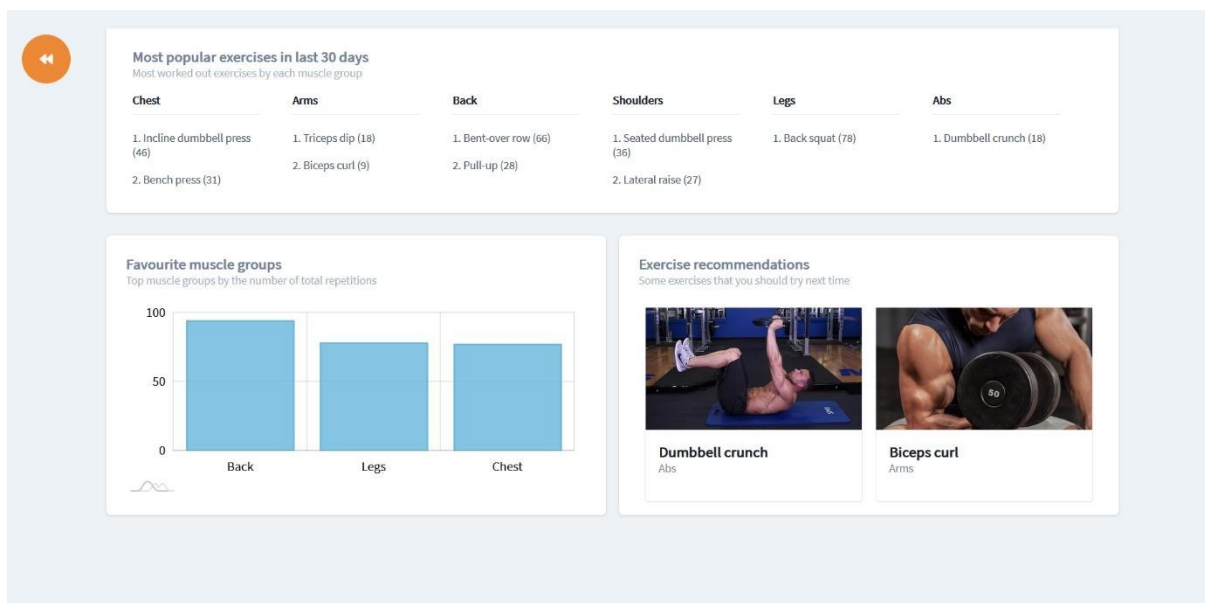 Most popular exercises in last 30 days
Most worked out exercises by each muscle group
Chest
1. Incline dumbbell press
(46)
2. Bench press (31)
Arms
1. Triceps dip (18)
2. Biceps curl (9)
Back
1. Bent-over row (66)
2. Pull-up (28)
Shoulders
1. Seated dumbbell press
(36)
2. Lateral raise (27)
Legs
1. Back squat (78)
Abs
1. Dumbbell crunch (18)
Favourite muscle groups
Top muscle groups by the number of total repetitions
100
50
0
Back
Legs
Chest
Exercise recommendations
Some exercises that you should try next time
50
Dumbbell crunch
Abs
Biceps curl
Arms